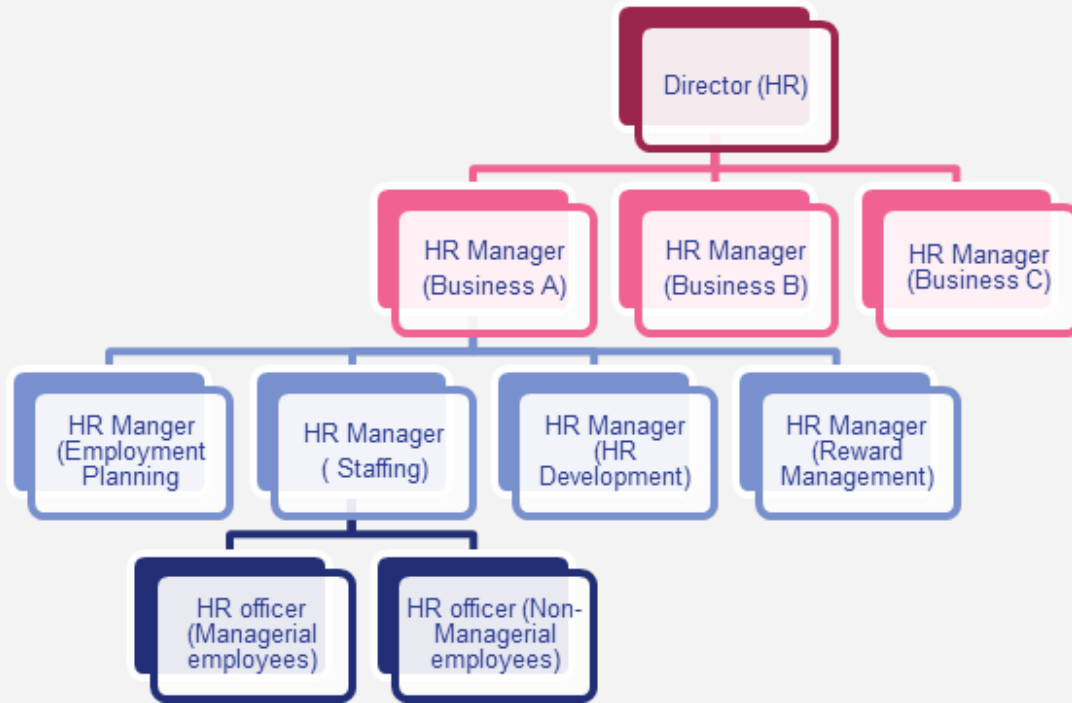 Director (HR)
HR Manager
(Business A)
HR Manager
(Business B)
HR Manager
(Business C)
HR Manger
(Employment
Planning
HR Manager
( Staffing)
HR Manager
(HR
Development)
HR Manager
(Reward
Management)
HR officer
(Managerial
employees)
HR officer (Non-
Managerial
employees)